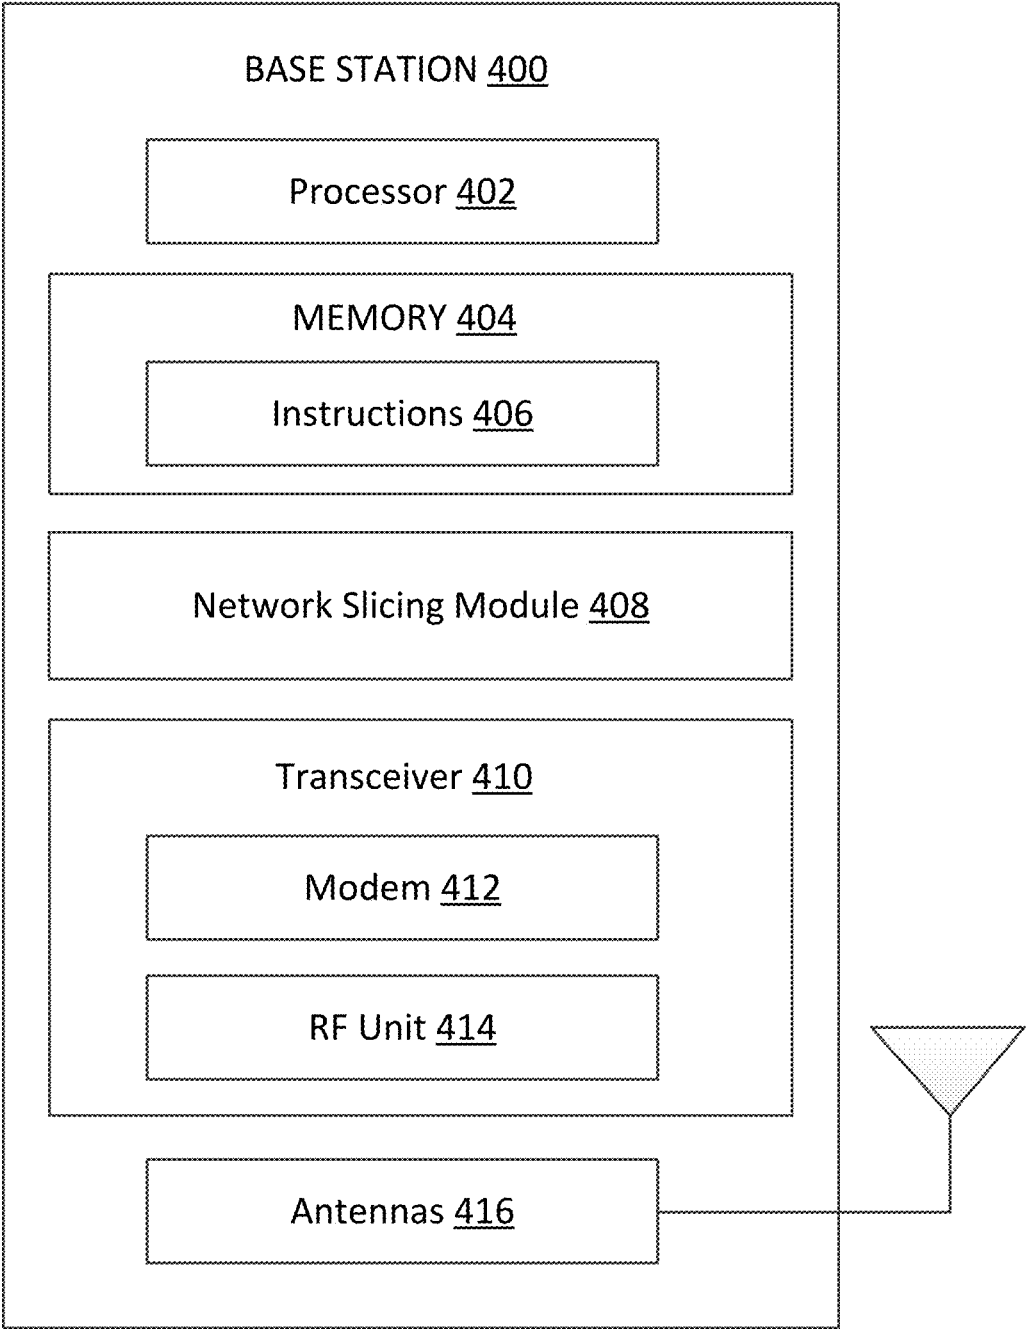 BASE STATION 400
Processor 402
MEMORY 404
Instructions 406
Network Slicing Module 408
Transceiver 410
Modem 412
RF Unit 414
Antennas 416